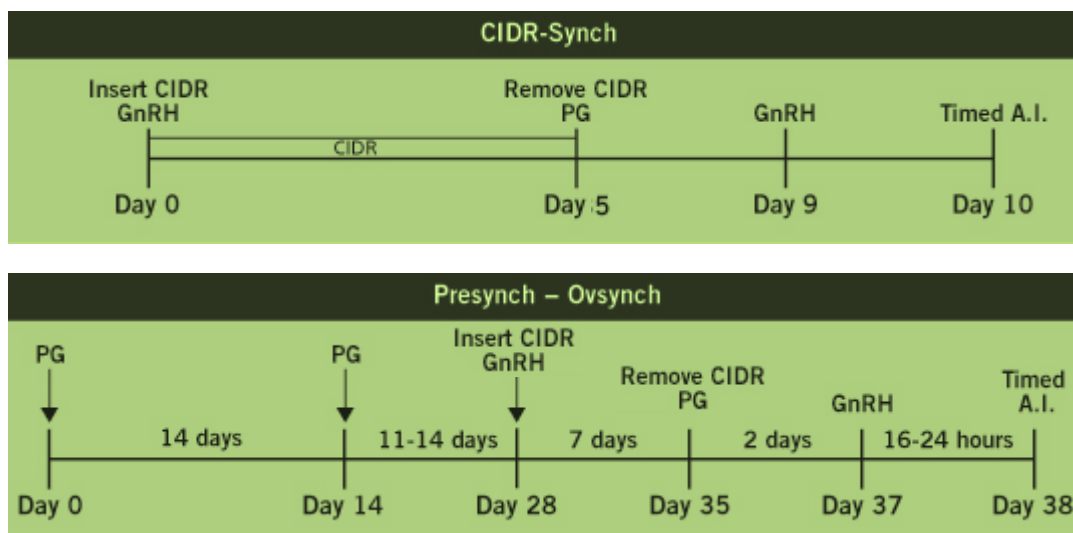 CIDR-Synch
Insert CIDR
GnRH
Remove CIDR
PG
GnRH
Timed A.I.
CIDR
Day 0
Day 5
Day 9
Day 10
Presynch – Ovsynch
PG
PG
Insert CIDR
GnRH
Remove CIDR
PG
GnRH
Timed
A.I.
14 days
11-14 days
7 days
2 days
16-24 hours
Day 0
Day 14
Day 28
Day 35
Day 37
Day 38